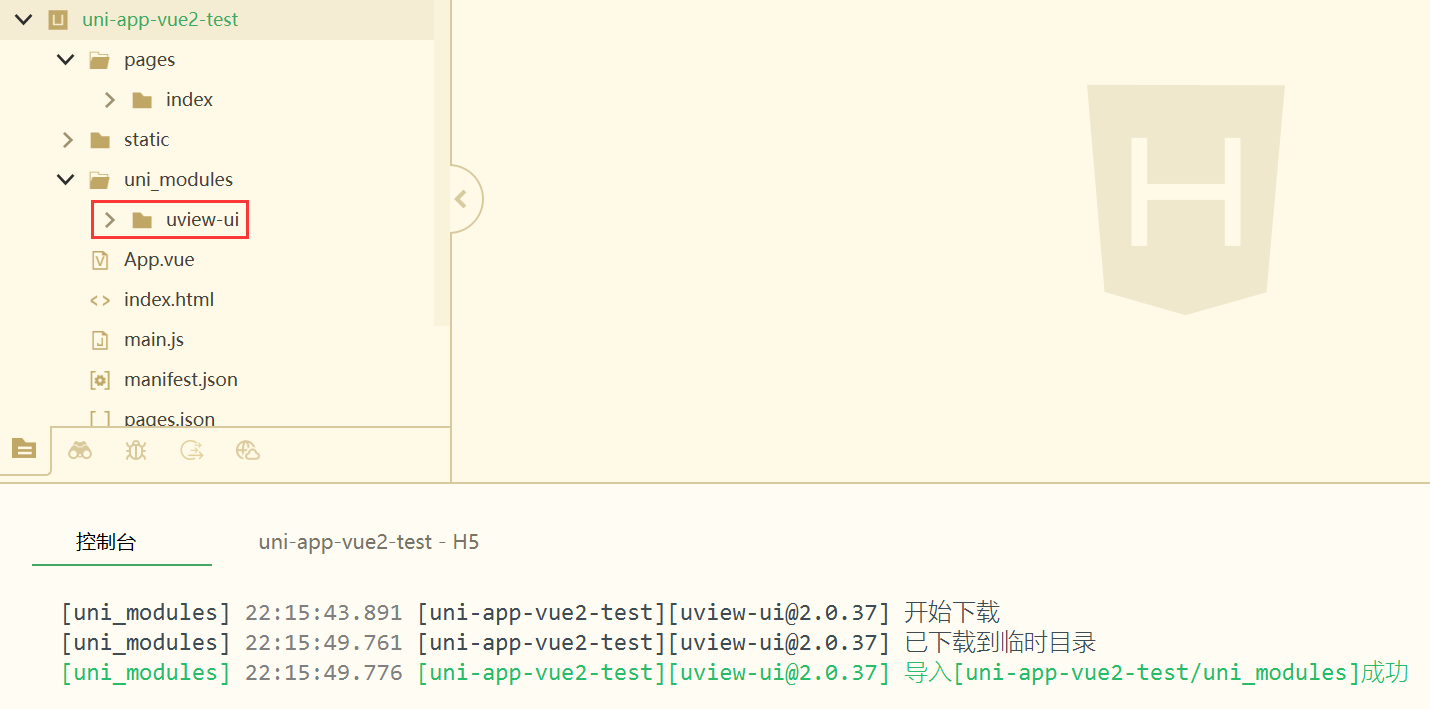 uni-app-vue2-test
pages
index
static
uni_modules
uview-ui
App.vue
index.html
main.js
manifest.json
pages.json
控制台 uni-app-vue2-test - H5
[uni_modules] 22:15:43.891 [uni-app-vue2-test][uview-ui@2.0.37] 开始下载
[uni_modules] 22:15:49.761 [uni-app-vue2-test][uview-ui@2.0.37] 已下载到临时目录
[uni_modules] 22:15:49.776 [uni-app-vue2-test][uview-ui@2.0.37] 导入[uni-app-vue2-test/uni_modules]成功